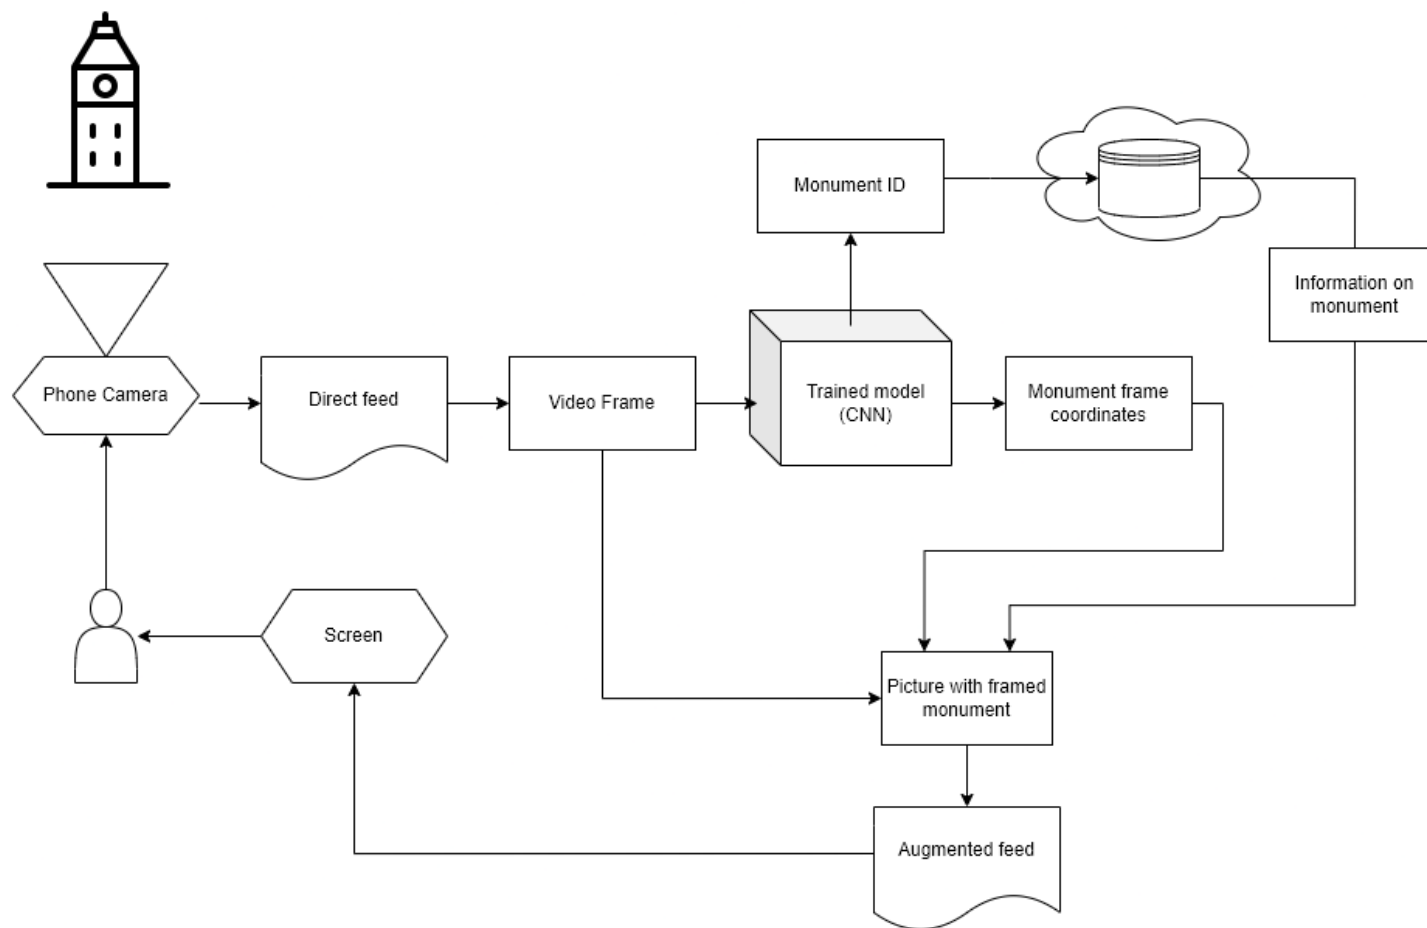 Monument ID
Information on
monument
Phone Camera
Direct feed
Video Frame
Trained model
(CNN)
Monument frame
coordinates
Screen
Picture with framed
monument
Augmented feed